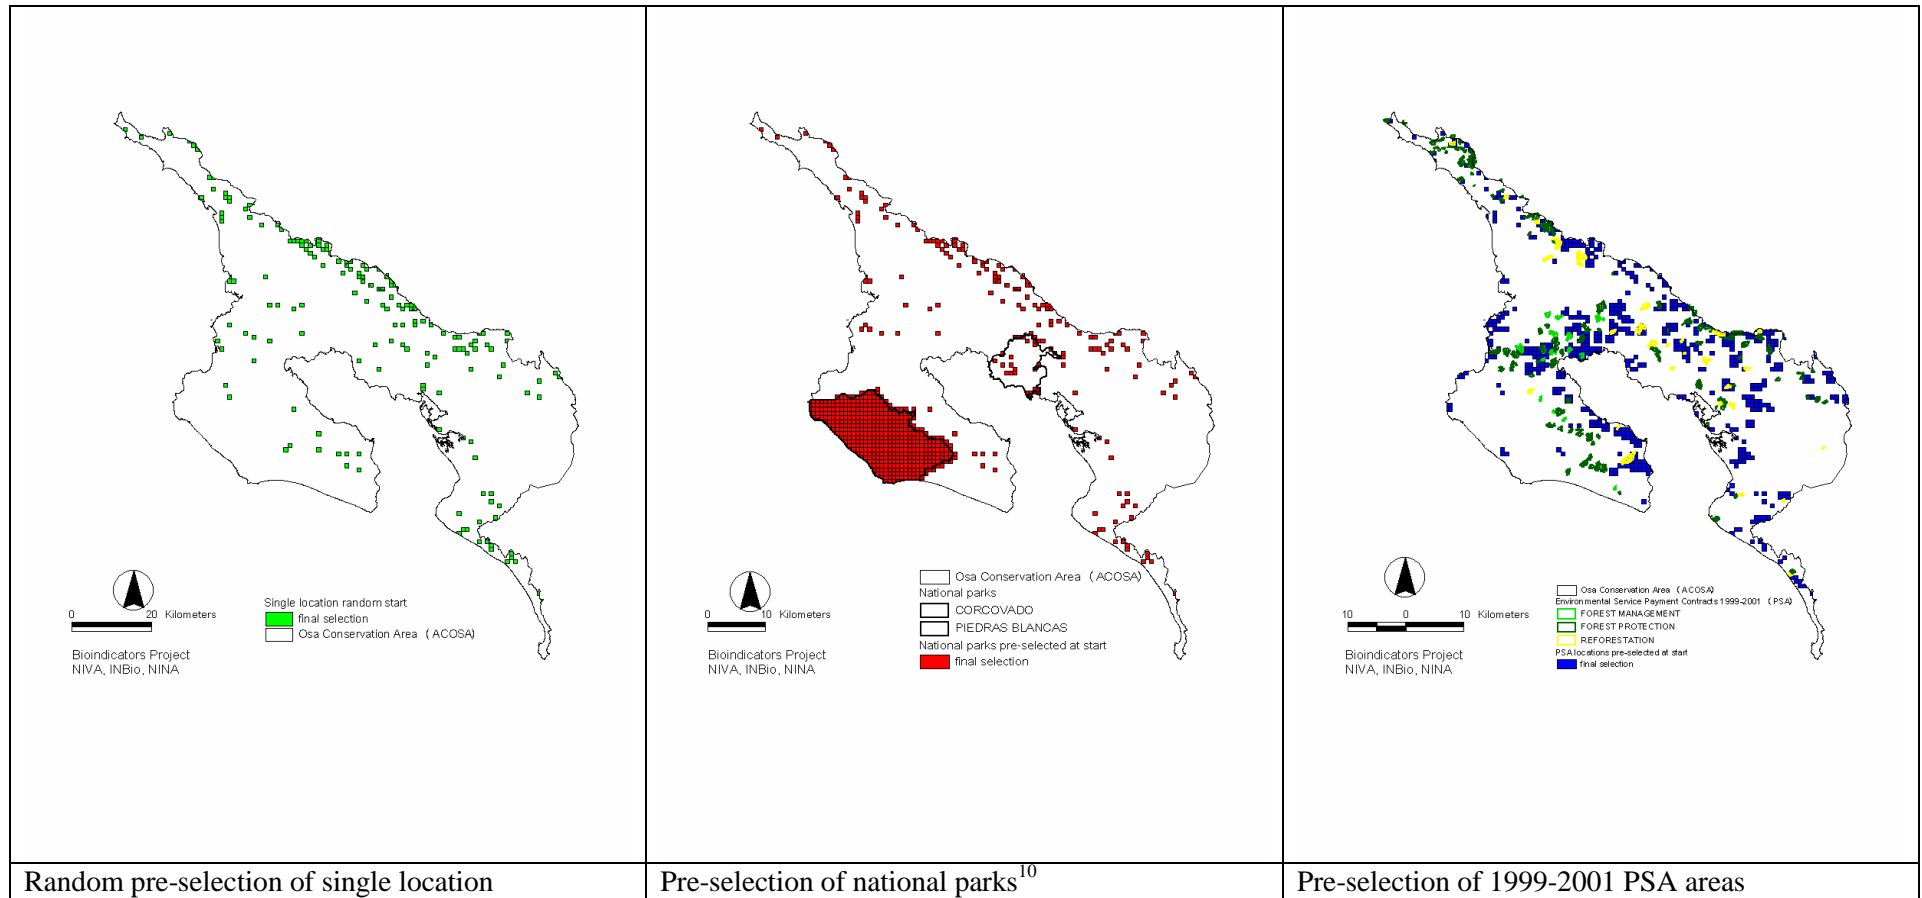 0 20 Kilometers
Single location random start
final selection
Osa Conservation Area (ACOSA)
Bioindicators Project
NIVA, INBio, NINA
Random pre-selection of single location
0 10 Kilometers
Osa Conservation Area (ACOSA)
National parks
CORCOVADO
PIEDRAS BLANCAS
National parks pre-selected at start
final selection
Bioindicators Project
NIVA, INBio, NINA
Pre-selection of national parks10
10 0 10 Kilometers
Osa Conservation Area (ACOSA)
Environmental Service Payment Contracts 1999-2001 (PSA)
FOREST MANAGEMENT
FOREST PROTECTION
REFORESTATION
PSA locations pre-selected at start
final selection
Bioindicators Project
NIVA, INBio, NINA
Pre-selection of 1999-2001 PSA areas